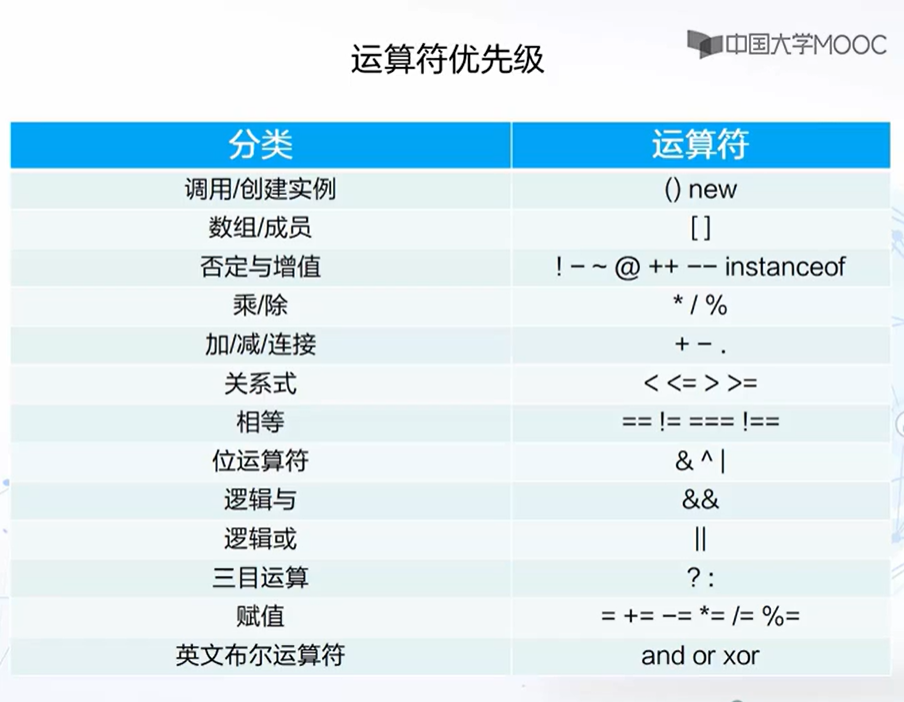 中国大学MOOC
运算符优先级
分类 运算符
调用/创建实例 () new
数组/成员 [ ]
否定与增值 ! − ~ @ ++ −− instanceof
乘/除 * / %
加/减/连接 + − .
关系式 < <= > >=
相等 == != === !==
位运算符 & ^ |
逻辑与 &&
逻辑或 ||
三目运算 ? :
赋值 = += −= *= /= %=
英文布尔运算符 and or xor